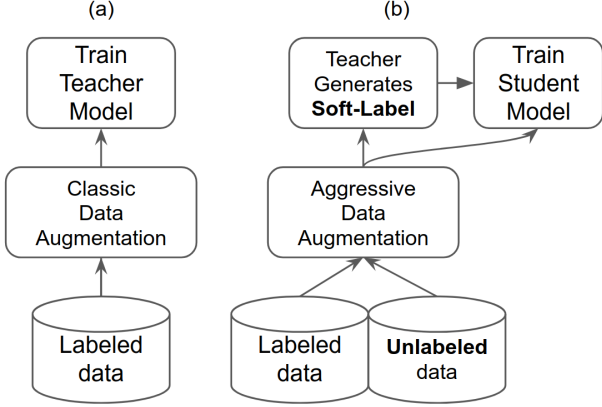 (a)
Train
Teacher
Model
Classic
Data
Augmentation
Labeled
data
(b)
Teacher
Generates
Soft-Label
Train
Student
Model
Aggressive
Data
Augmentation
Labeled
data
Unlabeled
data